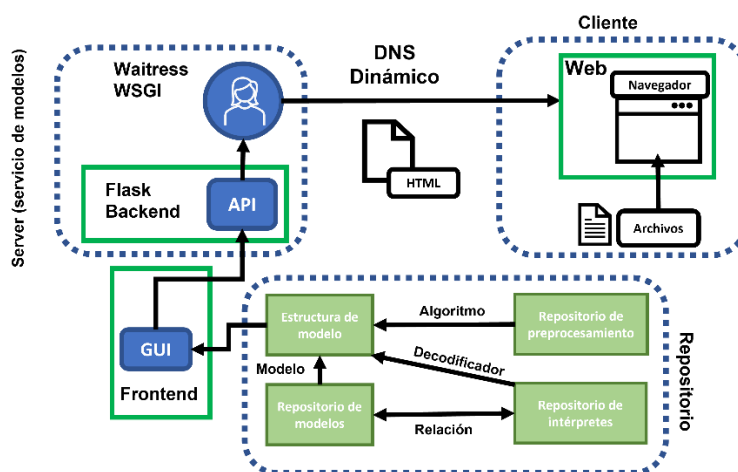 Cliente
Server (servicio de modelos)
Waitress
WSGI
DNS
Dinámico
Web
Navegador
HTML
Archivos
Flask
Backend
API
GUI
Frontend
Estructura de
modelo
Algoritmo
Repositorio de
preprocesamiento
Decodificador
Modelo
Repositorio de
modelos
Relación
Repositorio de
intérpretes
Repositorio